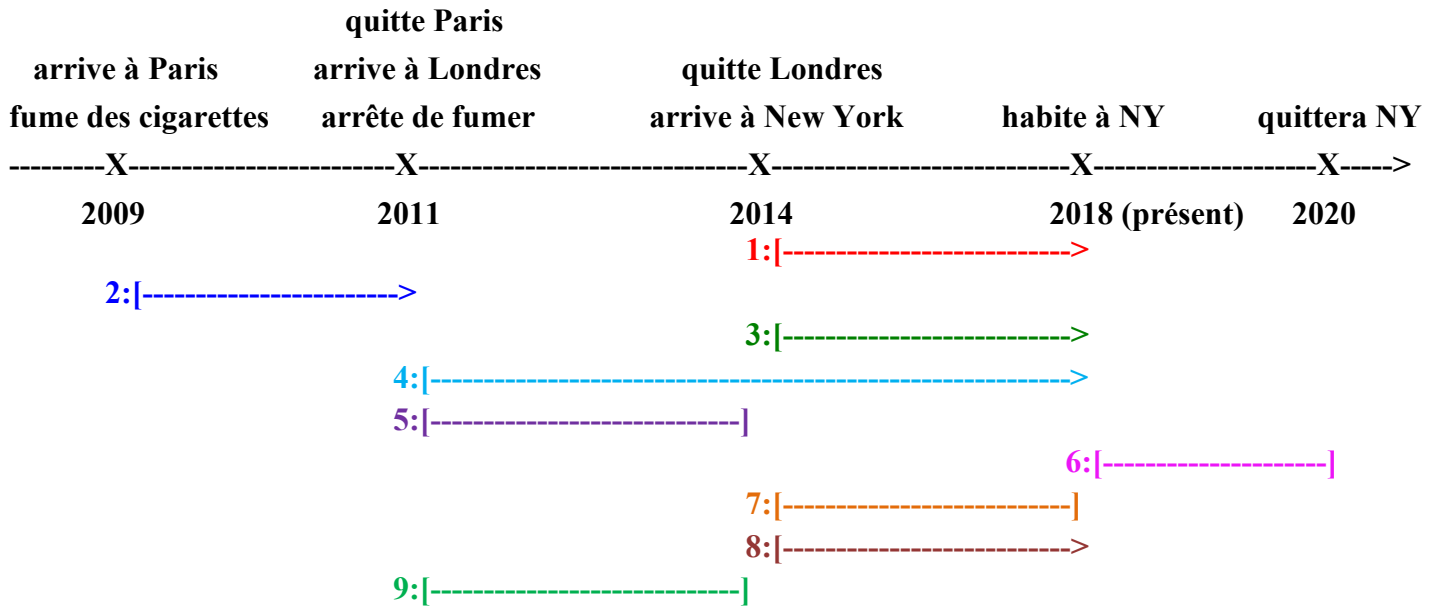 quitte Paris
arrive à Paris arrive à Londres quitte Londres
fume des cigarettes arrête de fumer arrive à New York habite à NY quittera NY
---------X--------------------------X---------------------------------X------------------------------X-----------------------X----->
2009 2011 2014 2018 (présent) 2020
1:[---------------------------->
2:[------------------------>
3:[---------------------------->
4:[------------------------------------------------------------->
5:[------------------------------]
6:[---------------------]
7:[----------------------------]
8:[---------------------------->
9:[------------------------------]